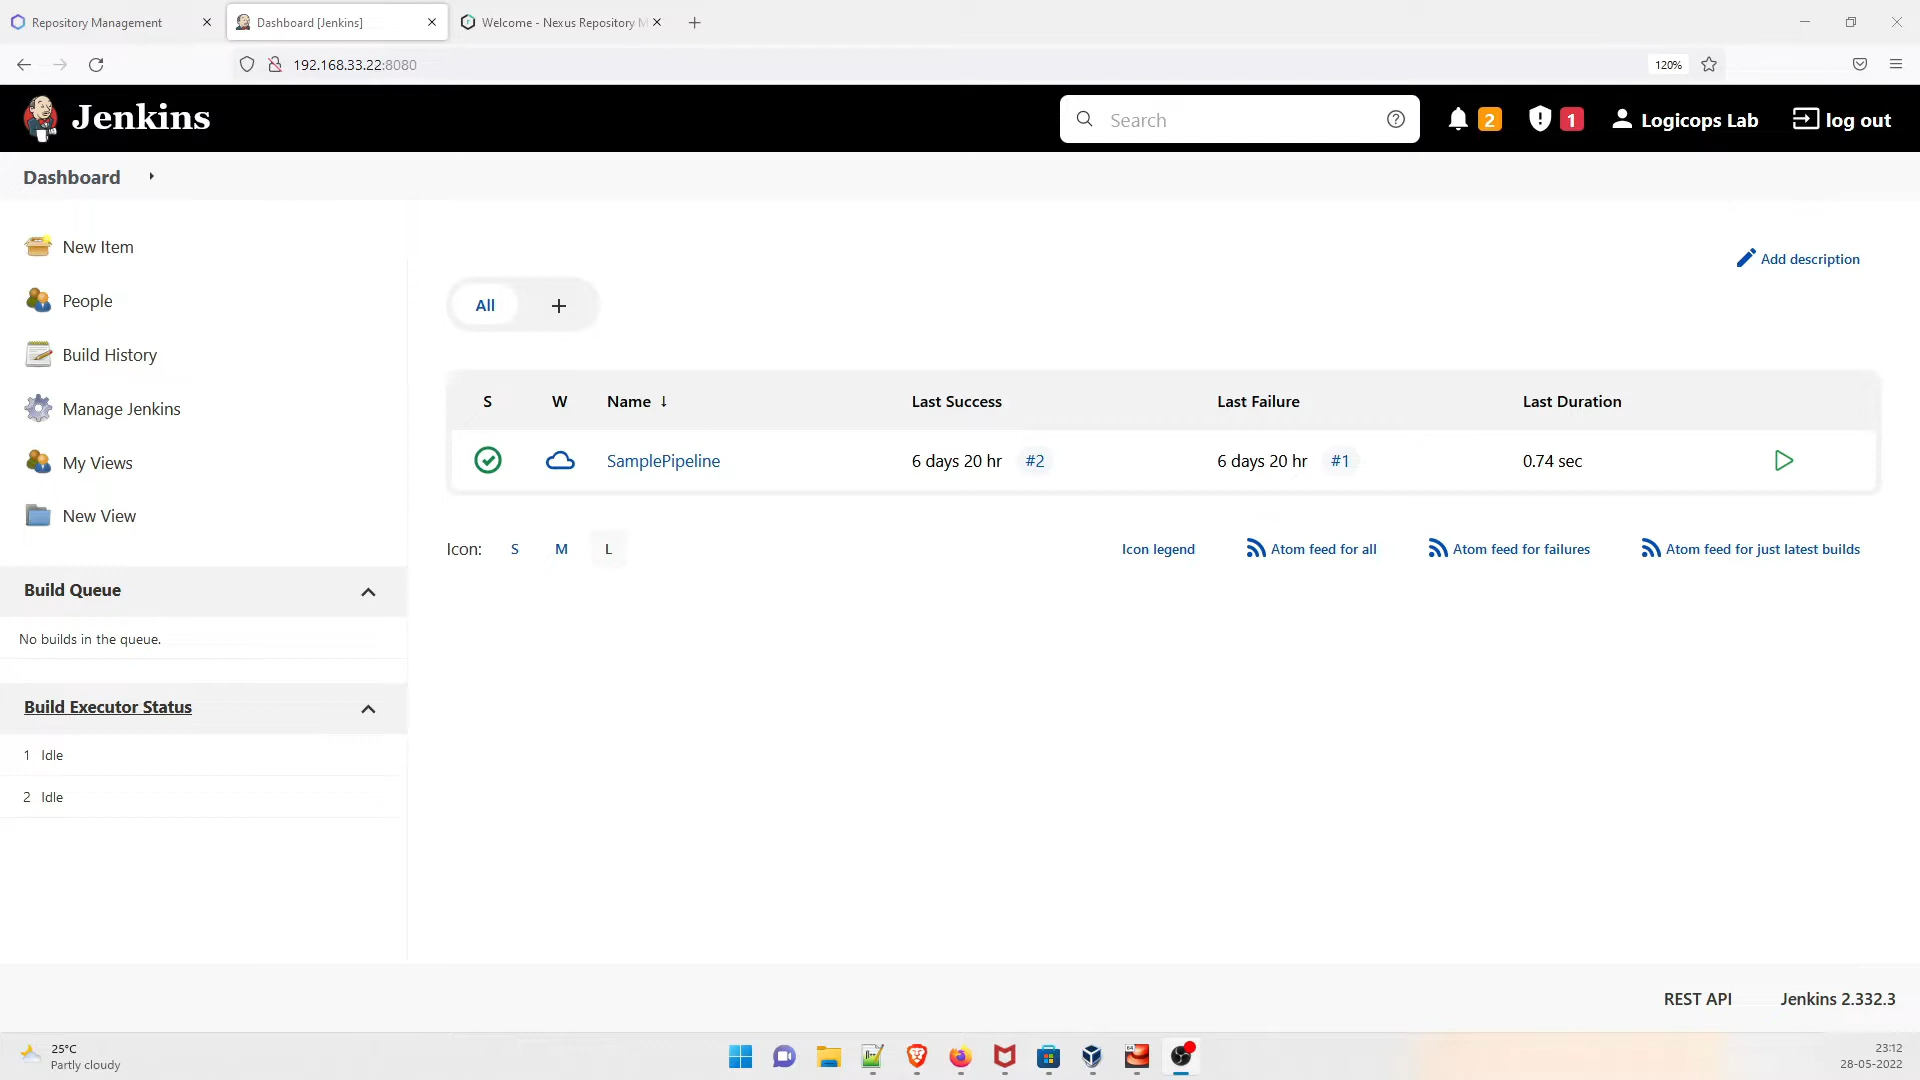 Repository Management
Dashboard [Jenkins]
Welcome - Nexus Repository M
192.168.33.22:8080
120%
Jenkins
Search
2
1
Logicops Lab
log out
Dashboard
New Item
People
Build History
Manage Jenkins
My Views
New View
Build Queue
No builds in the queue.
Build Executor Status
1 Idle
2 Idle
Add description
All +
S W Name ↓ Last Success Last Failure Last Duration
SamplePipeline 6 days 20 hr #2 6 days 20 hr #1 0.74 sec
Icon: S M L
Icon legend
Atom feed for all
Atom feed for failures
Atom feed for just latest builds
REST API
Jenkins 2.332.3
25°C
Partly cloudy
23:12
28-05-2022